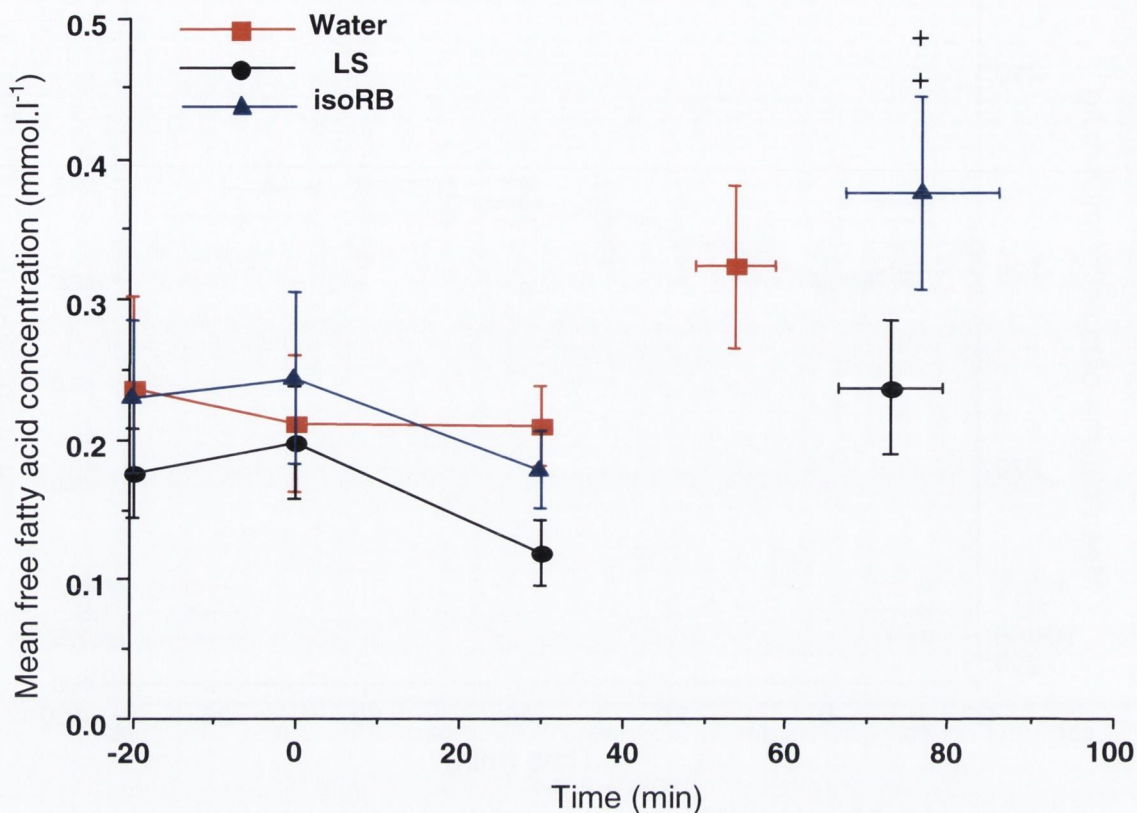 Water
LS
isoRB
Mean free fatty acid concentration (mmol.l⁻¹)
0.5
0.4
0.3
0.2
0.1
0.0
+
+
-20 0 20 40 60 80 100
Time (min)